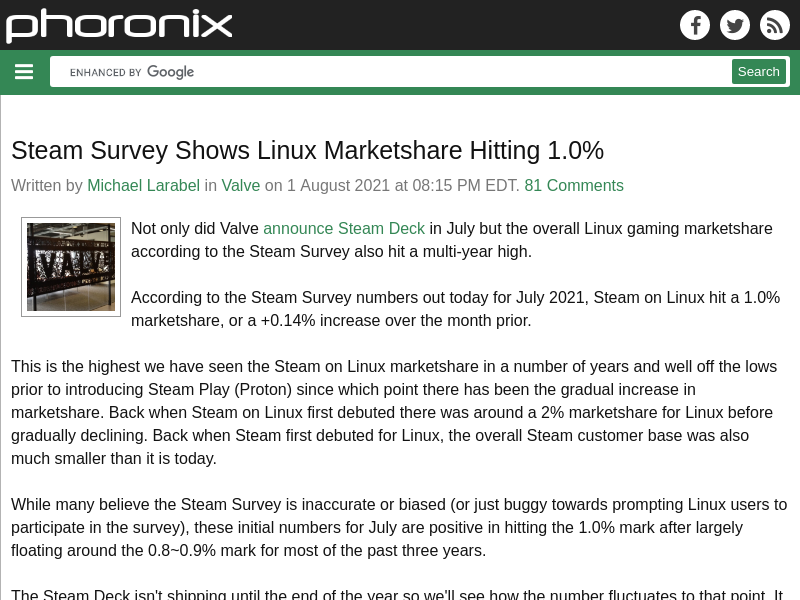 phoronix
ENHANCED BY Google
Search
Steam Survey Shows Linux Marketshare Hitting 1.0%
Written by Michael Larabel in Valve on 1 August 2021 at 08:15 PM EDT. 81 Comments
VALVE
Not only did Valve announce Steam Deck in July but the overall Linux gaming marketshare
according to the Steam Survey also hit a multi-year high.
According to the Steam Survey numbers out today for July 2021, Steam on Linux hit a 1.0%
marketshare, or a +0.14% increase over the month prior.
This is the highest we have seen the Steam on Linux marketshare in a number of years and well off the lows
prior to introducing Steam Play (Proton) since which point there has been the gradual increase in
marketshare. Back when Steam on Linux first debuted there was around a 2% marketshare for Linux before
gradually declining. Back when Steam first debuted for Linux, the overall Steam customer base was also
much smaller than it is today.
While many believe the Steam Survey is inaccurate or biased (or just buggy towards prompting Linux users to
participate in the survey), these initial numbers for July are positive in hitting the 1.0% mark after largely
floating around the 0.8~0.9% mark for most of the past three years.
The Steam Deck isn't shipping until the end of the year so we'll see how the number fluctuates to that point. It